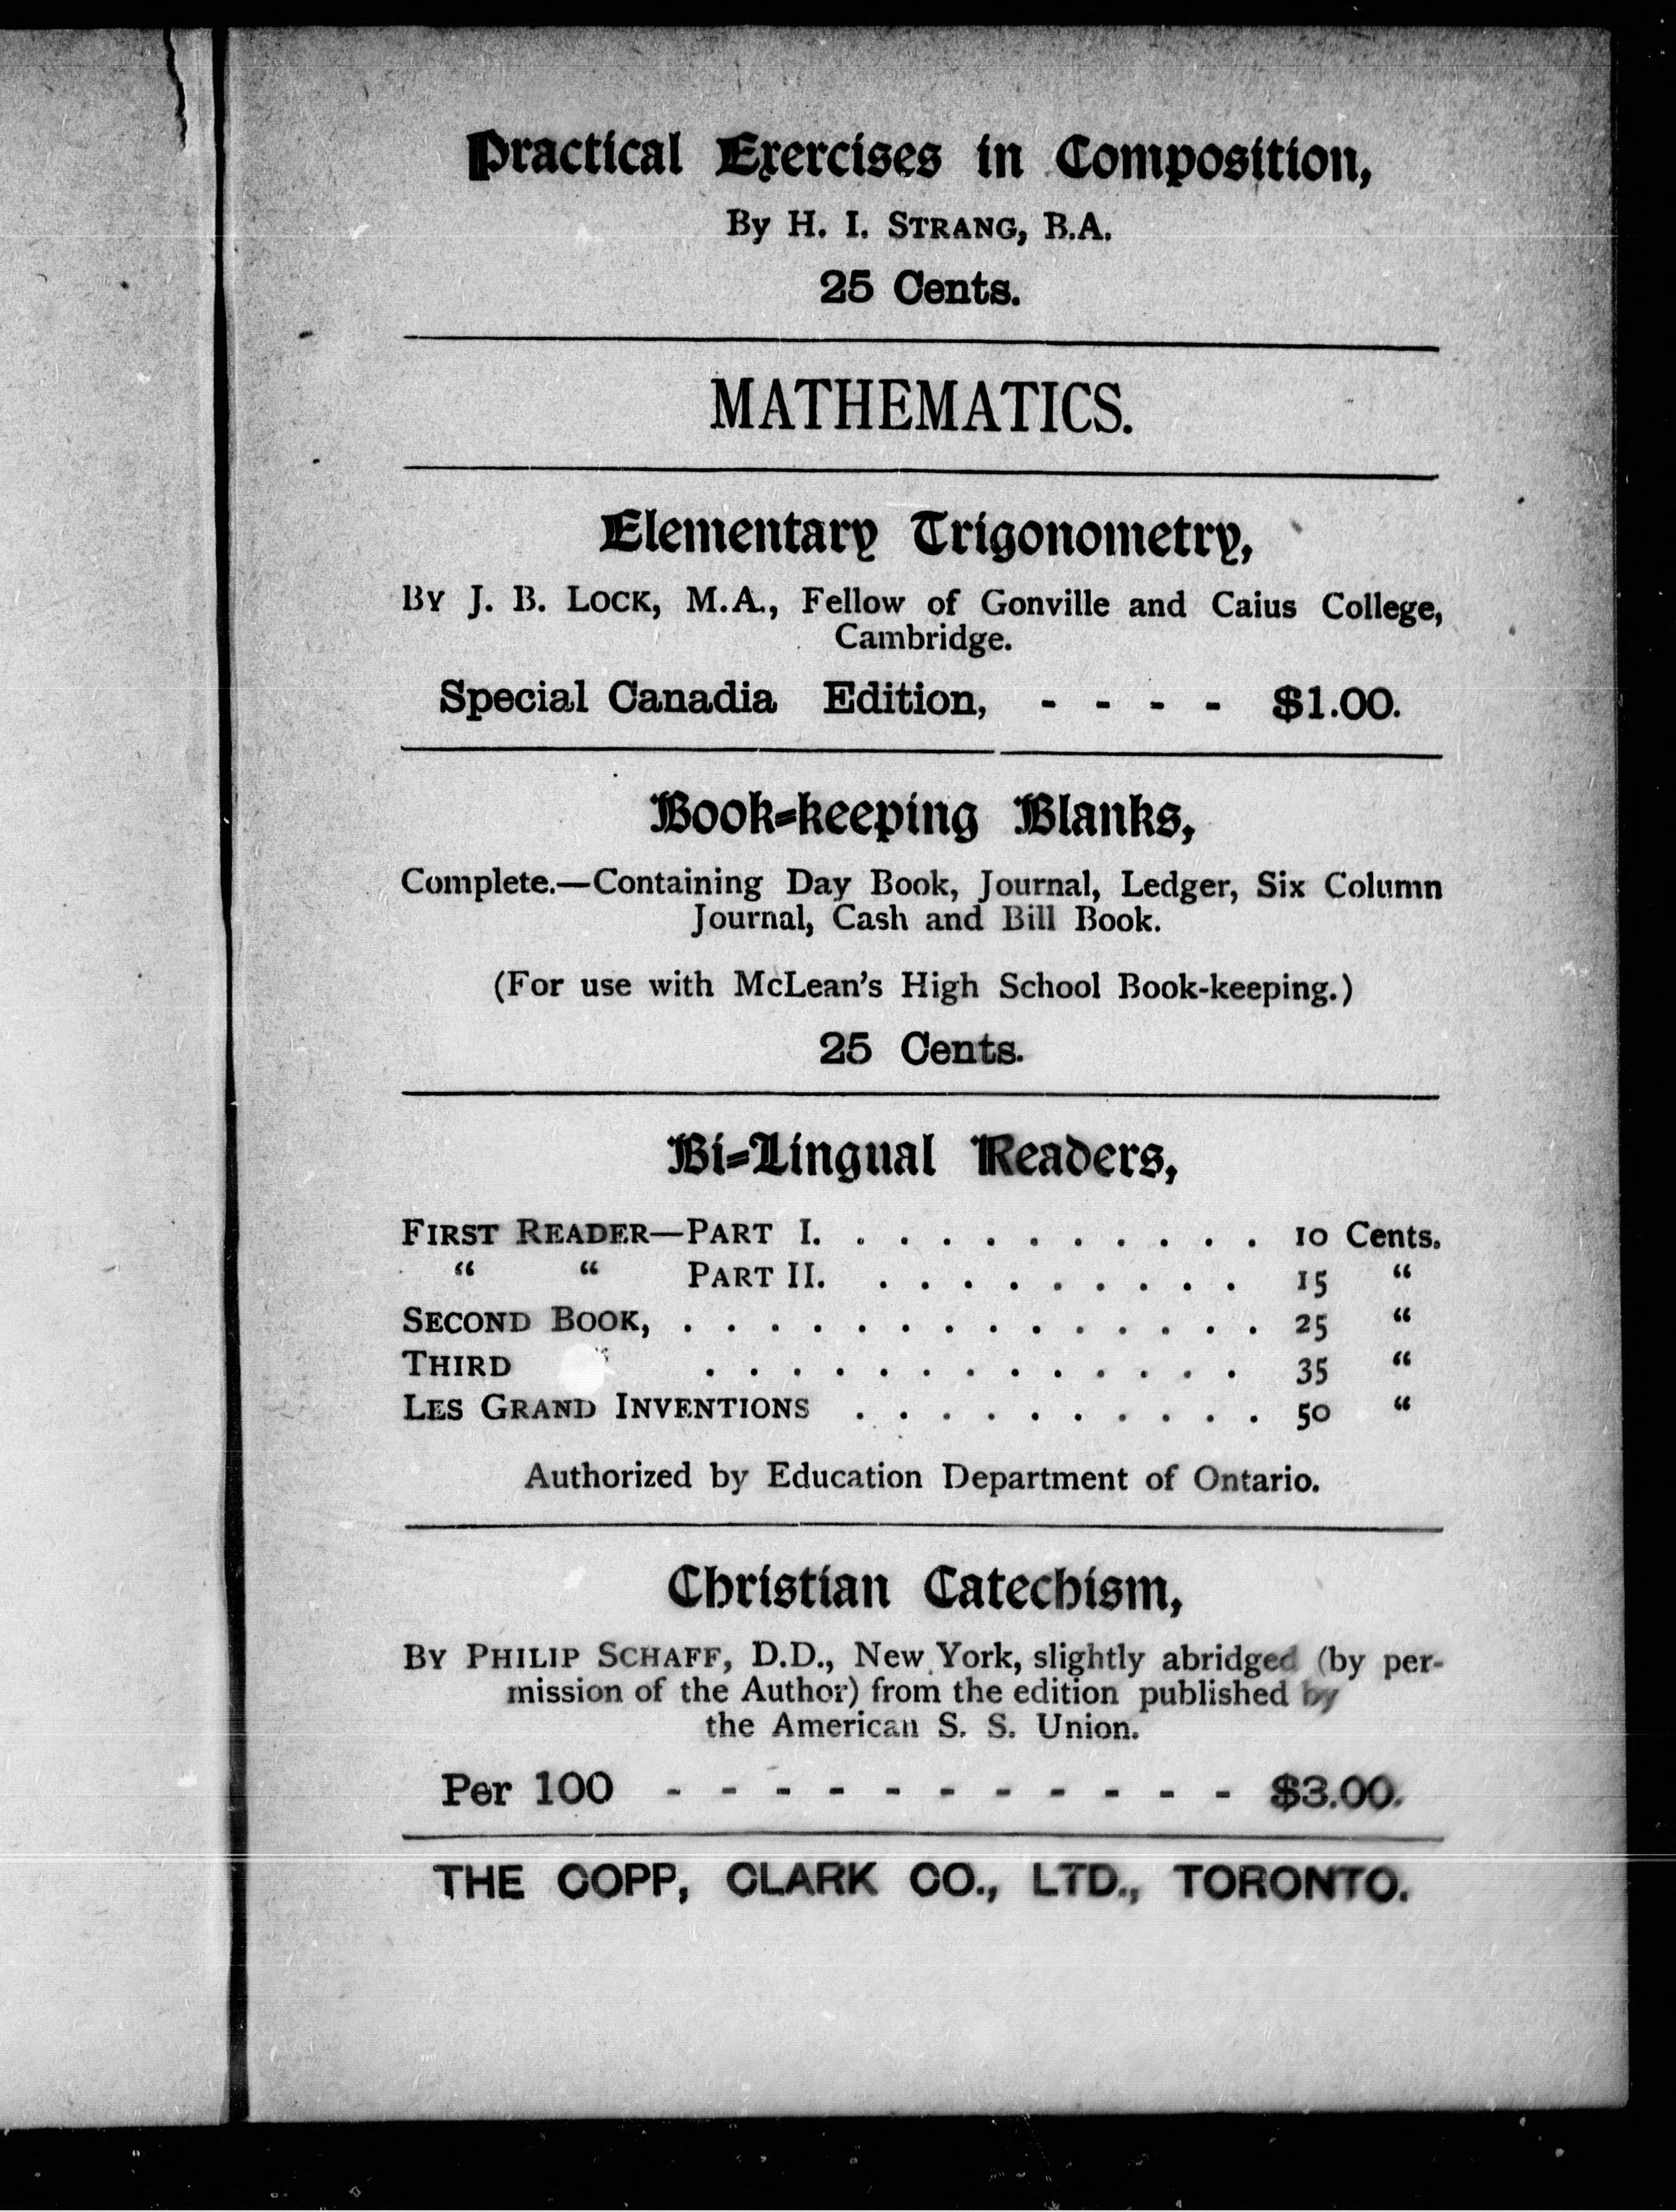 Practical Exercises in Composition,
By H. I. STRANG, B.A.
25 Cents.
MATHEMATICS.
Elementary Trigonometry,
By J. B. LOCK, M.A., Fellow of Gonville and Caius College,
Cambridge.
Special Canadia Edition, - - - - $1.00.
Book-keeping Blanks,
Complete.—Containing Day Book, Journal, Ledger, Six Column
Journal, Cash and Bill Book.
(For use with McLean's High School Book-keeping.)
25 Cents.
Bi-Lingual Readers,
FIRST READER—PART I. . . . . . . . . . . 10 Cents.
“ “ PART II. . . . . . . . . . 15 “
SECOND BOOK, . . . . . . . . . . . . . . 25 “
THIRD “ . . . . . . . . . . . . . 35 “
LES GRAND INVENTIONS . . . . . . . . . . 50 “
Authorized by Education Department of Ontario.
Christian Catechism,
BY PHILIP SCHAFF, D.D., New York, slightly abridged (by per-
mission of the Author) from the edition published by
the American S. S. Union.
Per 100 - - - - - - - - - - - $3.00.
THE COPP, CLARK CO., LTD., TORONTO.